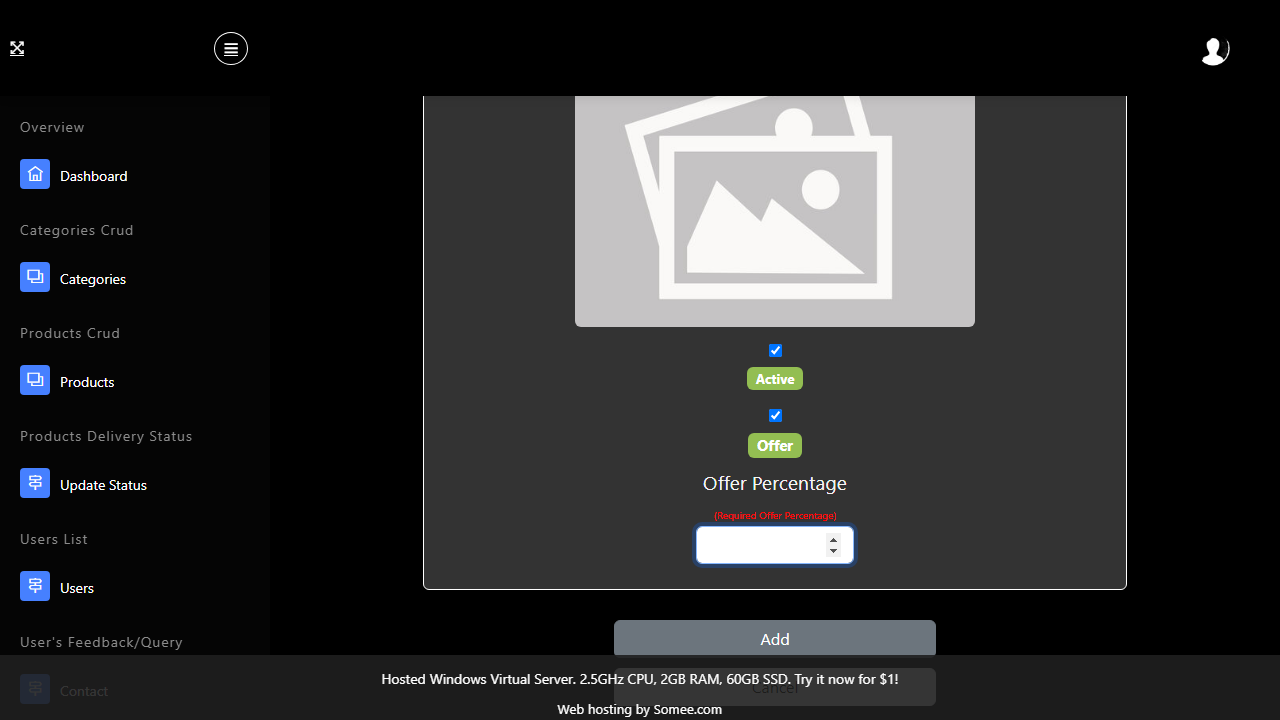 Overview
Dashboard
Categories Crud
Categories
Products Crud
Products
Products Delivery Status
Update Status
Users List
Users
User's Feedback/Query
Contact
Active
Offer
Offer Percentage
(Required Offer Percentage)
Add
Cancel
Hosted Windows Virtual Server. 2.5GHz CPU, 2GB RAM, 60GB SSD. Try it now for $1!
Web hosting by Somee.com